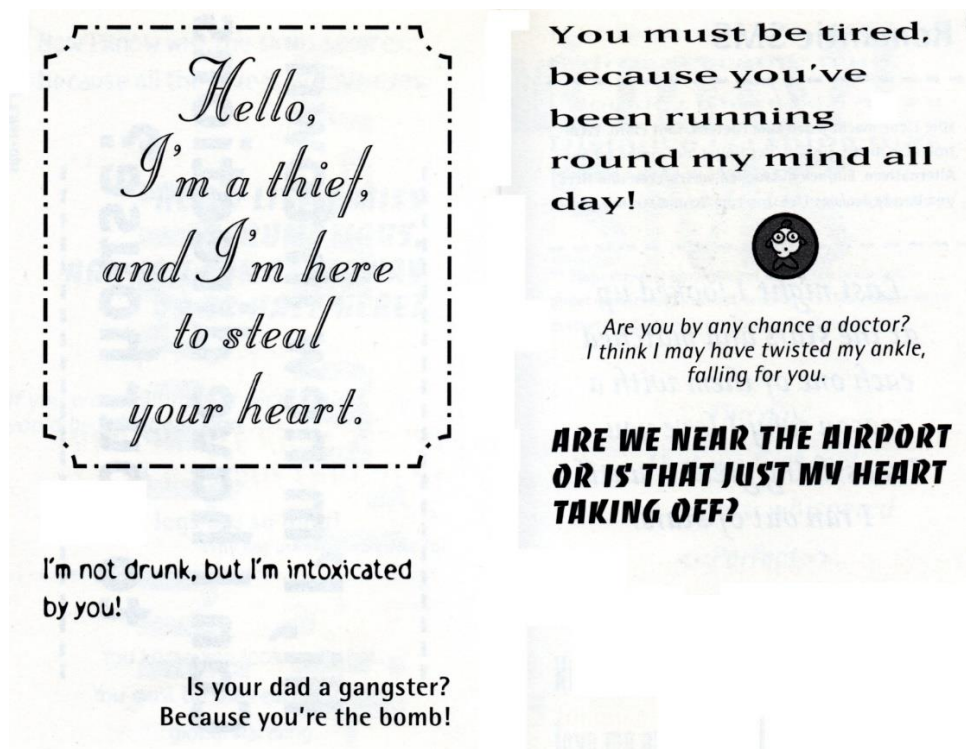 Hello,
I'm a thief,
and I'm here
to steal
your heart.
I'm not drunk, but I'm intoxicated
by you!
Is your dad a gangster?
Because you're the bomb!
You must be tired,
because you've
been running
round my mind all
day!
Are you by any chance a doctor?
I think I may have twisted my ankle,
falling for you.
ARE WE NEAR THE AIRPORT
OR IS THAT JUST MY HEART
TAKING OFF?